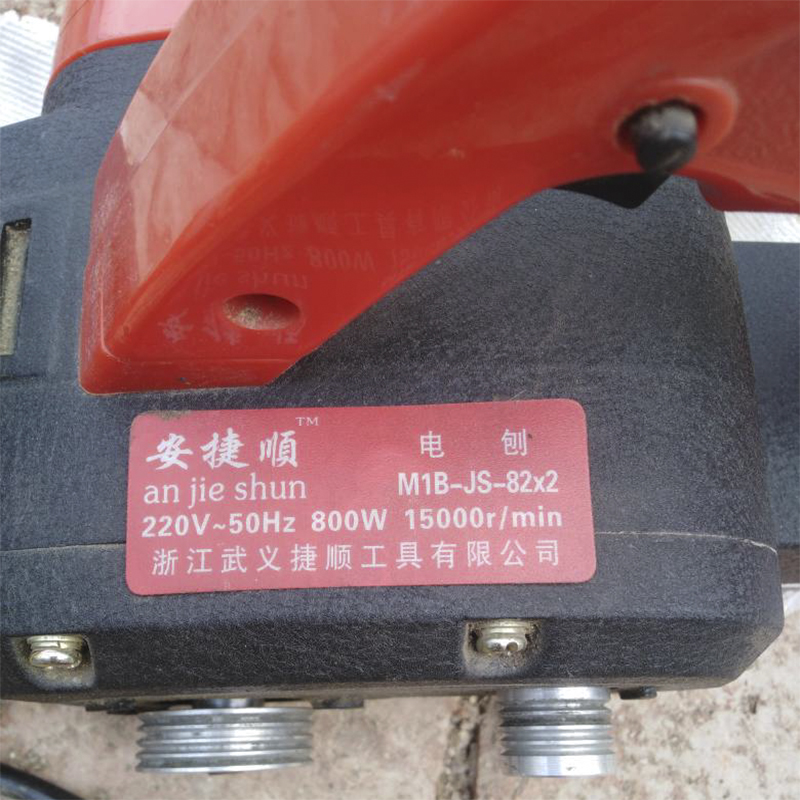 安捷順™ 电刨
an jie shun M1B-JS-82x2
220V~50Hz 800W 15000r/min
浙江武义捷顺工具有限公司